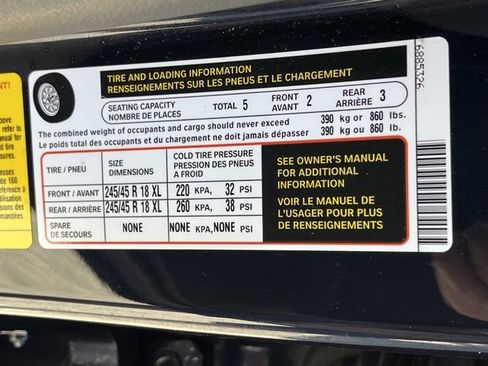 TIRE AND LOADING INFORMATION
RENSEIGNEMENTS SUR LES PNEUS ET LE CHARGEMENT
SEATING CAPACITY
NOMBRE DE PLACES
TOTAL 5
FRONT
AVANT 2
REAR
ARRIÈRE 3
The combined weight of occupants and cargo should never exceed 390 kg or 860 lbs.
Le poids total des occupants et du chargement ne doit jamais dépasser 390 kg ou 860 lb.
TIRE / PNEU
SIZE
DIMENSIONS
COLD TIRE PRESSURE
PRESSION DES PNEUS
A FROID
FRONT / AVANT 245/45 R 18 XL 220 KPA, 32 PSI
REAR / ARRIÈRE 245/45 R 18 XL 260 KPA, 38 PSI
SPARE
DE SECOURS
NONE NONE KPA, NONE PSI
SEE OWNER'S MANUAL
FOR ADDITIONAL
INFORMATION
VOIR LE MANUEL DE
L'USAGER POUR PLUS
DE RENSEIGNEMENTS
6885326